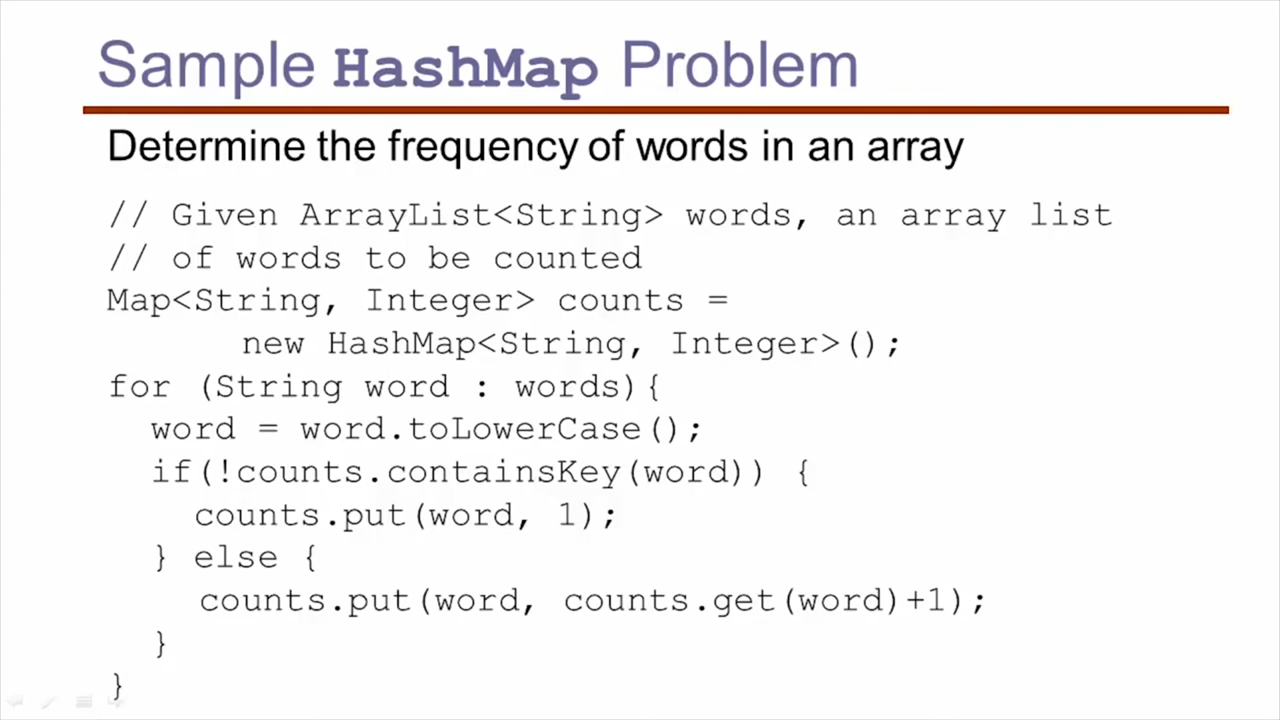 Sample HashMap Problem
Determine the frequency of words in an array
// Given ArrayList<String> words, an array list
// of words to be counted
Map<String, Integer> counts =
new HashMap<String, Integer>();
for (String word : words){
word = word.toLowerCase();
if(!counts.containsKey(word)) {
counts.put(word, 1);
} else {
counts.put(word, counts.get(word)+1);
}
}